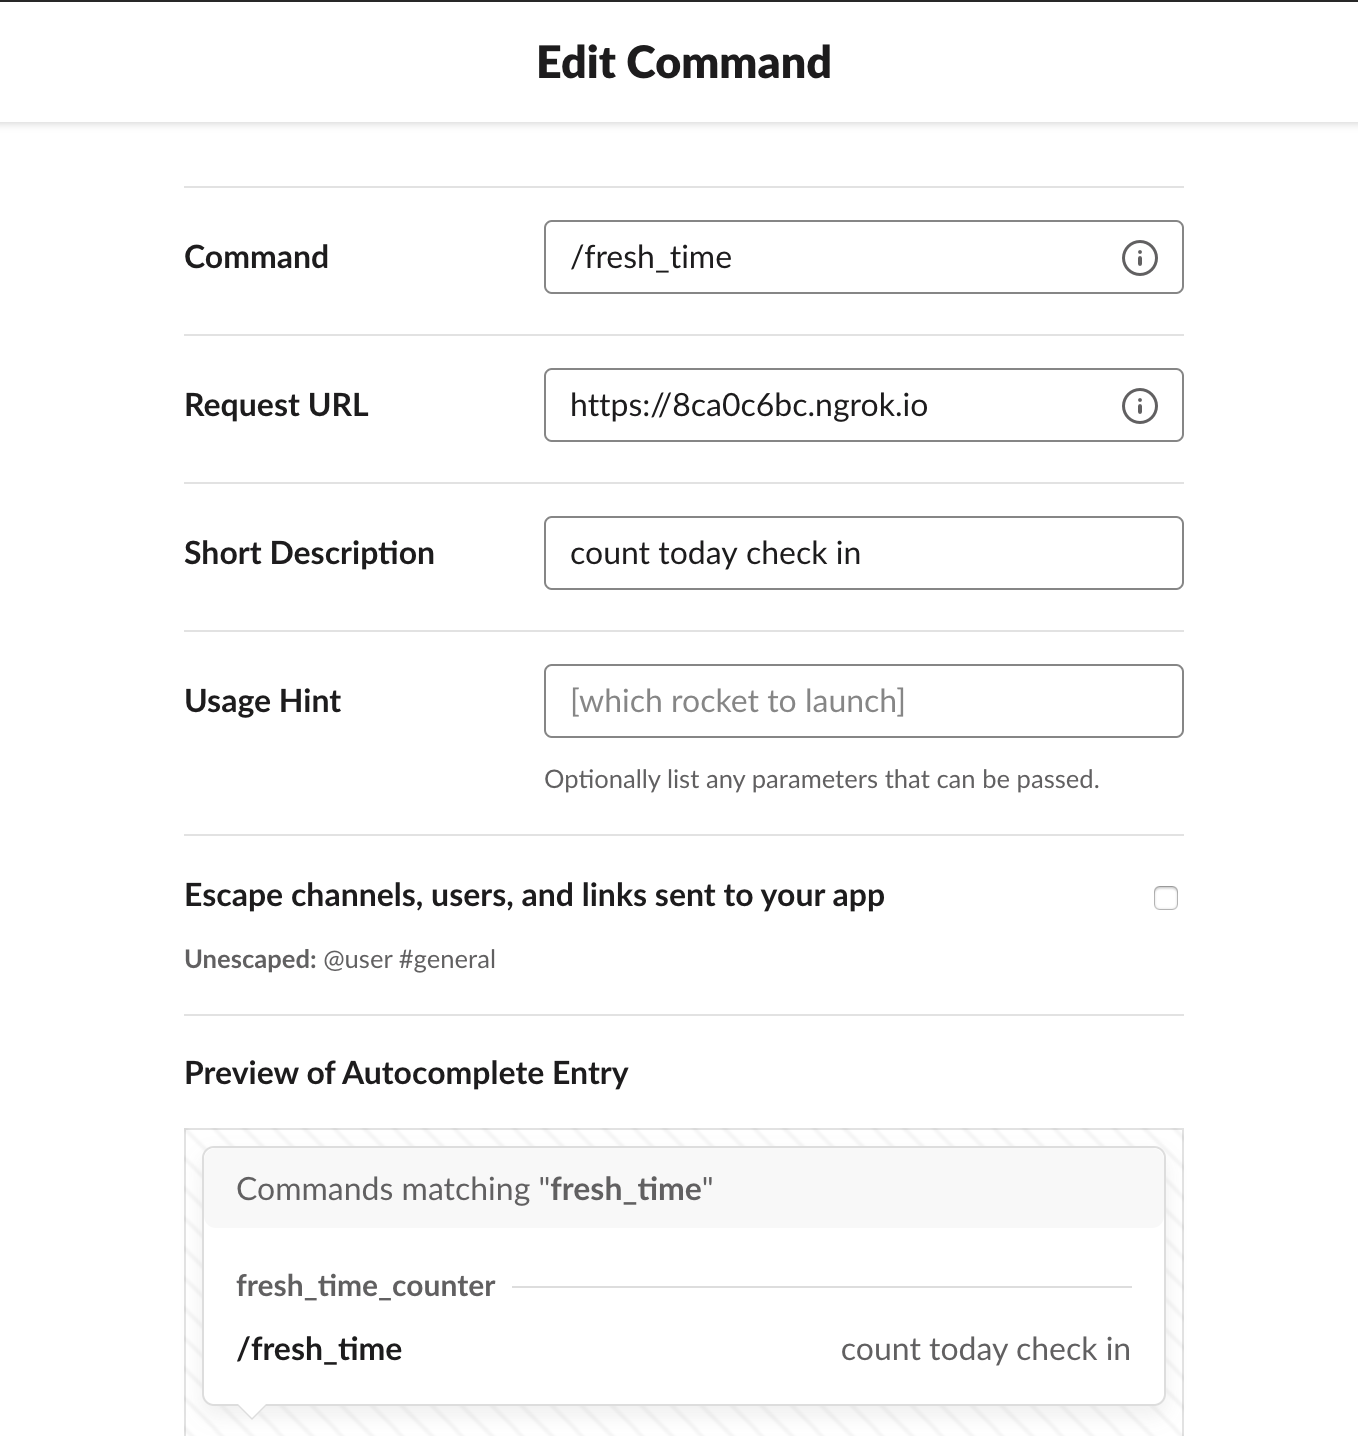 Edit Command
Command
/fresh_time
Request URL
https://8ca0c6bc.ngrok.io
Short Description
count today check in
Usage Hint
[which rocket to launch]
Optionally list any parameters that can be passed.
Escape channels, users, and links sent to your app
Unescaped: @user #general
Preview of Autocomplete Entry
Commands matching "fresh_time"
fresh_time_counter
/fresh_time
count today check in